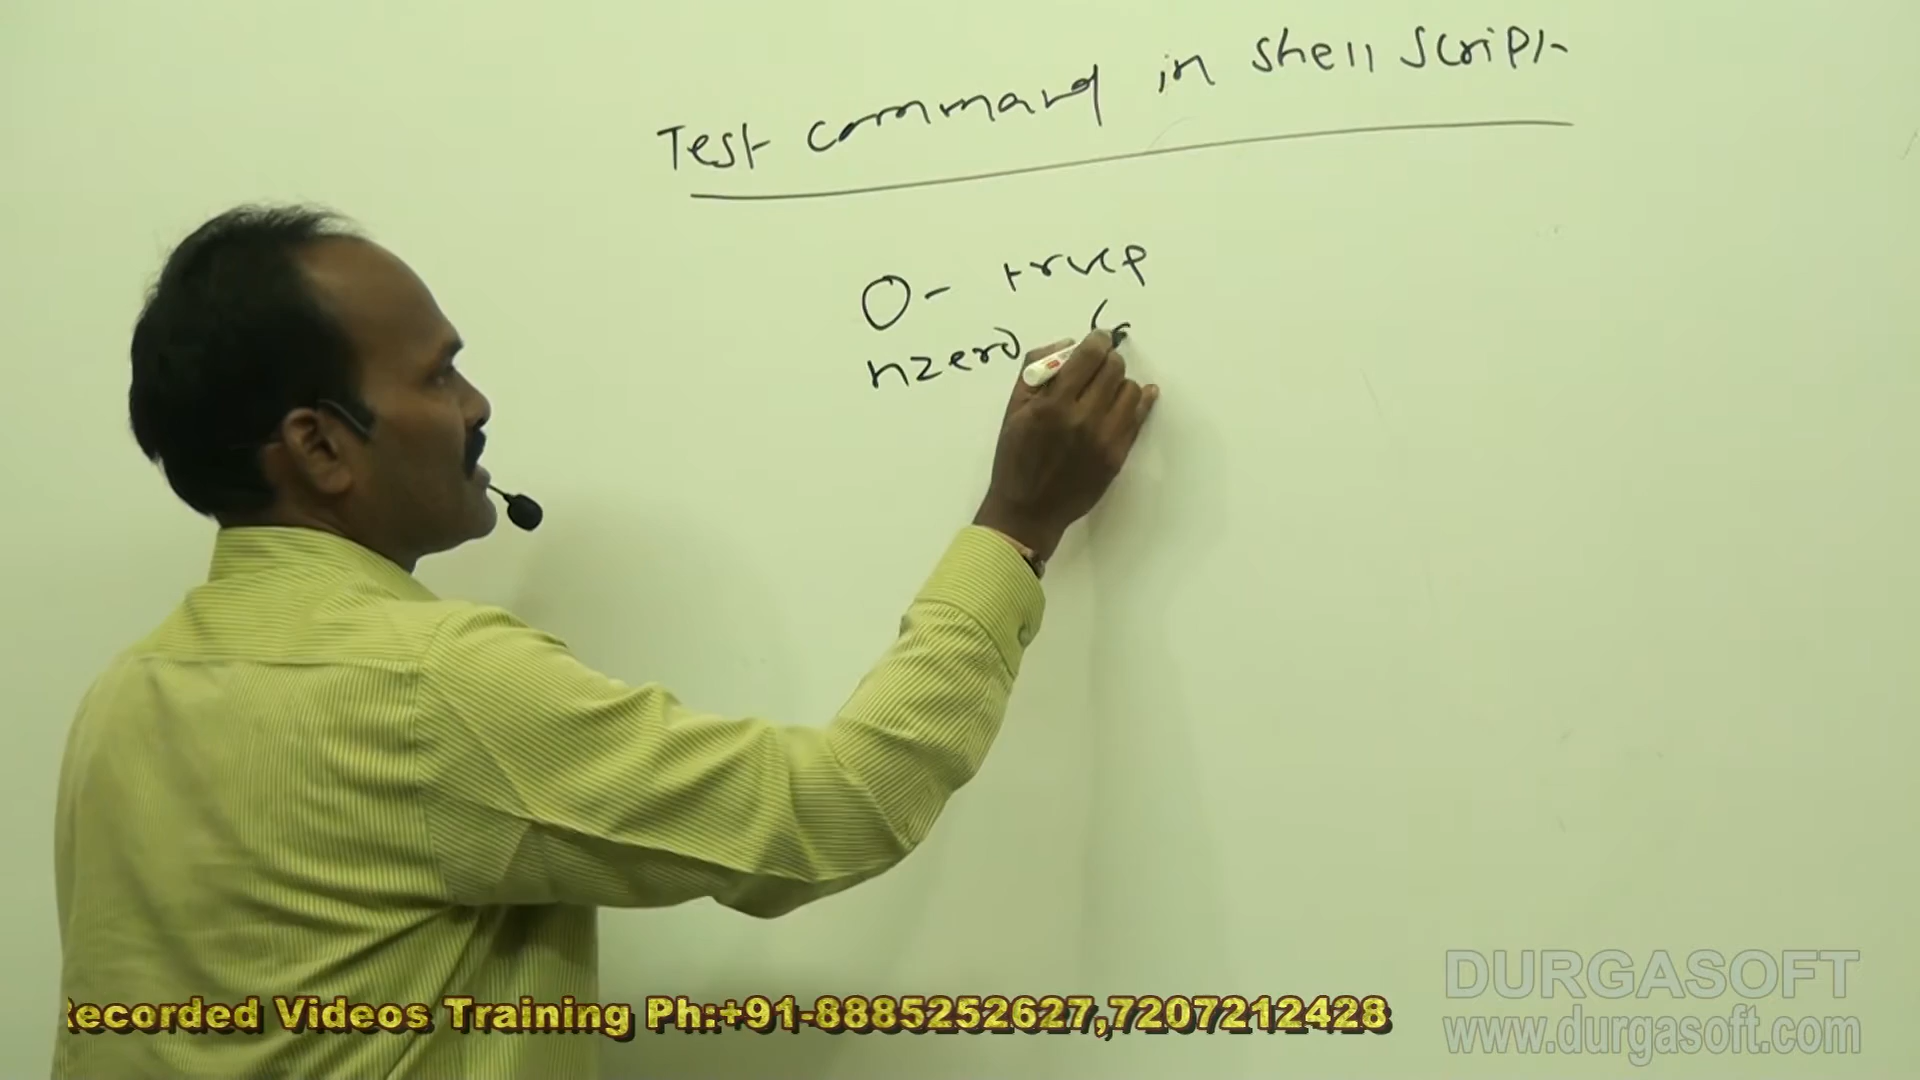 Test command in shell script
0- true
nzero
Recorded Videos Training Ph:+91-8885252627,7207212428
DURGASOFT
www.durgasoft.com